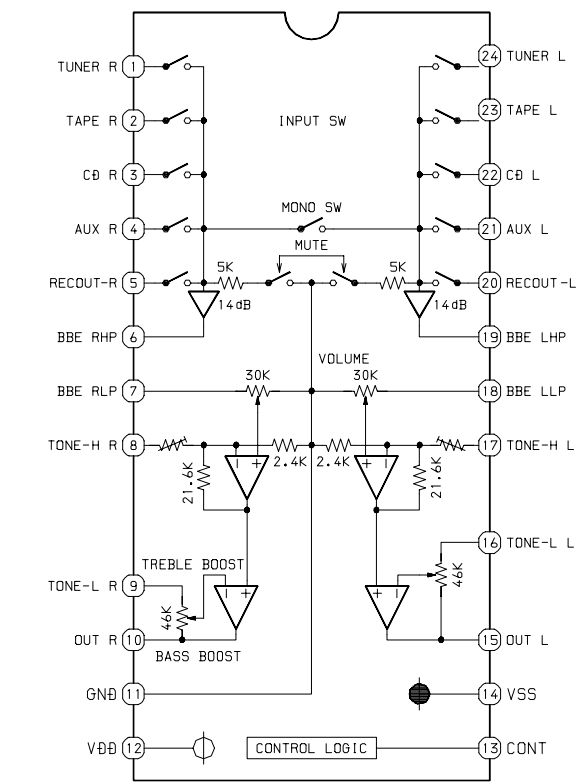 TUNER R 1 24 TUNER L
TAPE R 2 INPUT SW 23 TAPE L
CD R 3 22 CD L
MONO SW
AUX R 4 21 AUX L
MUTE
5K 5K
RECOUT-R 5 20 RECOUT-L
14dB 14dB
BBE RHP 6 19 BBE LHP
VOLUME
30K 30K
BBE RLP 7 18 BBE LLP
TONE-H R 8 17 TONE-H L
2.4K 2.4K
- + + -
21.6K 21.6K
16 TONE-L L
TREBLE BOOST
46K
TONE-L R 9
- + + -
46K
OUT R 10 15 OUT L
BASS BOOST
GND 11 14 VSS
VDD 12 CONTROL LOGIC 13 CONT